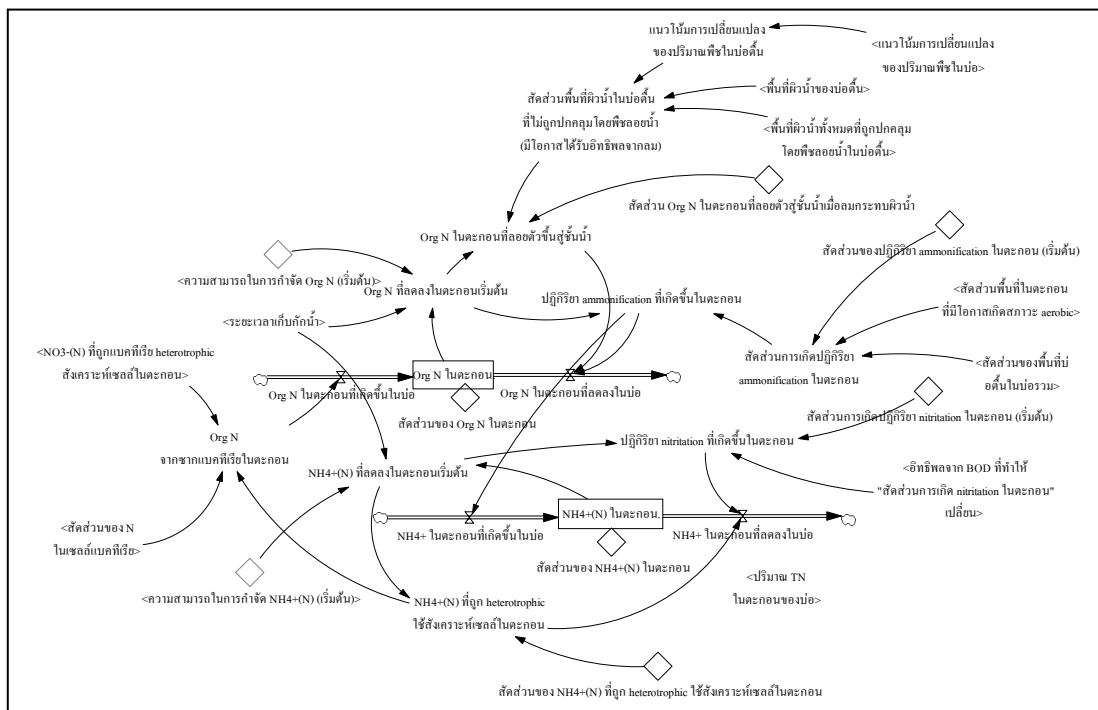 แนวโน้มการเปลี่ยนแปลง
ของปริมาณพืชในบ่อตื้น
<แนวโน้มการเปลี่ยนแปลง
ของปริมาณพืชในบ่อ>
<พื้นที่ผิวน้ำของบ่อตื้น>
สัดส่วนพื้นที่ผิวน้ำในบ่อตื้น
ที่ไม่ถูกปกคลุมโดยพืชลอยน้ำ
(มีโอกาสได้รับอิทธิพลจากลม)
<พื้นที่ผิวน้ำทั้งหมดที่ถูกปกคลุม
โดยพืชลอยน้ำในบ่อตื้น>
สัดส่วน Org N ในตะกอนที่ลอยตัวสู่ชั้นน้ำเมื่อลมกระทบผิวน้ำ
Org N ในตะกอนที่ลอยตัวขึ้นสู่ชั้นน้ำ
สัดส่วนของปฏิกิริยา ammonification ในตะกอน (เริ่มต้น)
<ความสามารถในการกำจัด Org N (เริ่มต้น)>
Org N ที่ลดลงในตะกอนเริ่มต้น
ปฏิกิริยา ammonification ที่เกิดขึ้นในตะกอน
<สัดส่วนพื้นที่ในตะกอน
ที่มีโอกาสเกิดสภาวะ aerobic>
<ระยะเวลาเก็บกักน้ำ>
<NO3-(N) ที่ถูกแบคทีเรีย heterotrophic
สังเคราะห์เซลล์ในตะกอน>
สัดส่วนการเกิดปฏิกิริยา
ammonification ในตะกอน
<สัดส่วนของพื้นที่บ่
อตื้นในบ่อรวม>
Org N ในตะกอน
Org N ในตะกอนที่เกิดขึ้นในบ่อ
Org N ในตะกอนที่ลดลงในบ่อ
สัดส่วนของ Org N ในตะกอน
สัดส่วนการเกิดปฏิกิริยา nitritation ในตะกอน (เริ่มต้น)
Org N
จากซากแบคทีเรียในตะกอน
ปฏิกิริยา nitritation ที่เกิดขึ้นในตะกอน
NH4+(N) ที่ลดลงในตะกอนเริ่มต้น
<อิทธิพลจาก BOD ที่ทำให้
"สัดส่วนการเกิด nitritation ในตะกอน"
เปลี่ยน>
<สัดส่วนของ N
ในเซลล์แบคทีเรีย>
NH4+(N) ในตะกอน.
NH4+ ในตะกอนที่เกิดขึ้นในบ่อ
NH4+ ในตะกอนที่ลดลงในบ่อ
สัดส่วนของ NH4+(N) ในตะกอน
<ปริมาณ TN
ในตะกอนของบ่อ>
<ความสามารถในการกำจัด NH4+(N) (เริ่มต้น)>
NH4+(N) ที่ถูก heterotrophic
ใช้สังเคราะห์เซลล์ในตะกอน
สัดส่วนของ NH4+(N) ที่ถูก heterotrophic ใช้สังเคราะห์เซลล์ในตะกอน